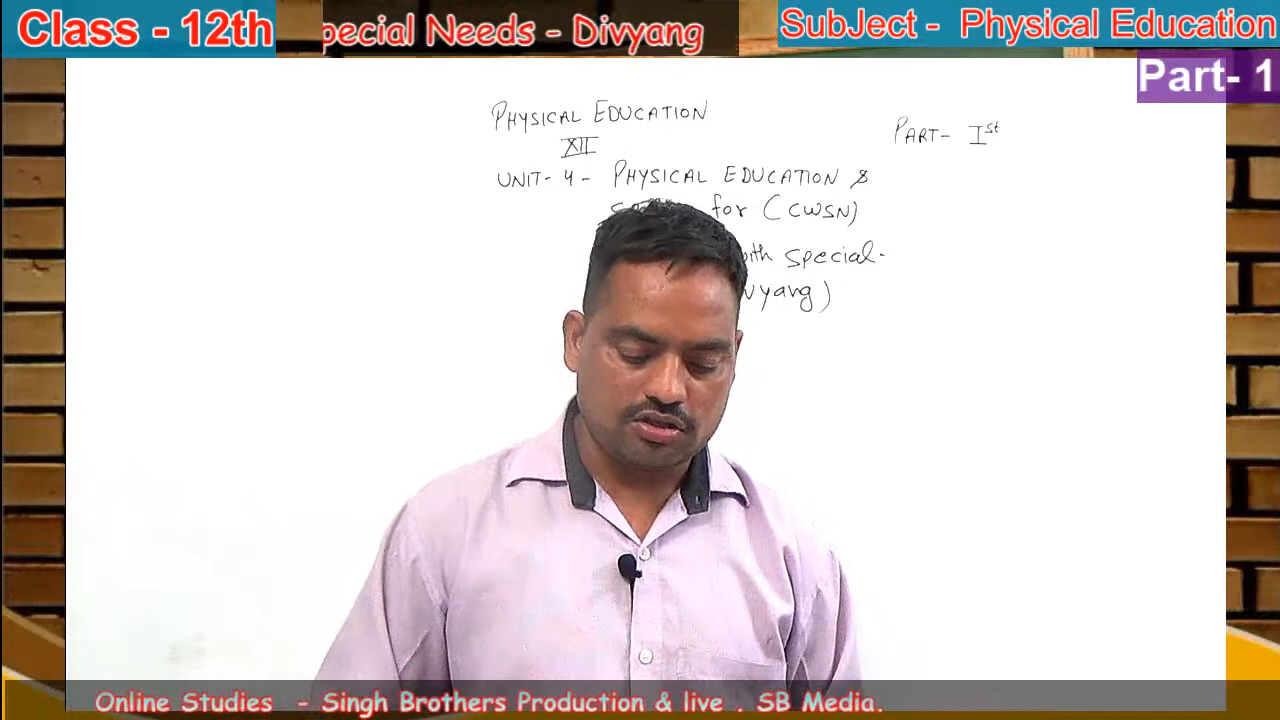 Class - 12th
pecial Needs - Divyang
SubJect - Physical Education
Part- 1
PHYSICAL EDUCATION
XII
PART- Ist
UNIT- 4 - PHYSICAL EDUCATION &
for (CWSN)
with special-
vyang)
Online Studies - Singh Brothers Production & live . SB Media.